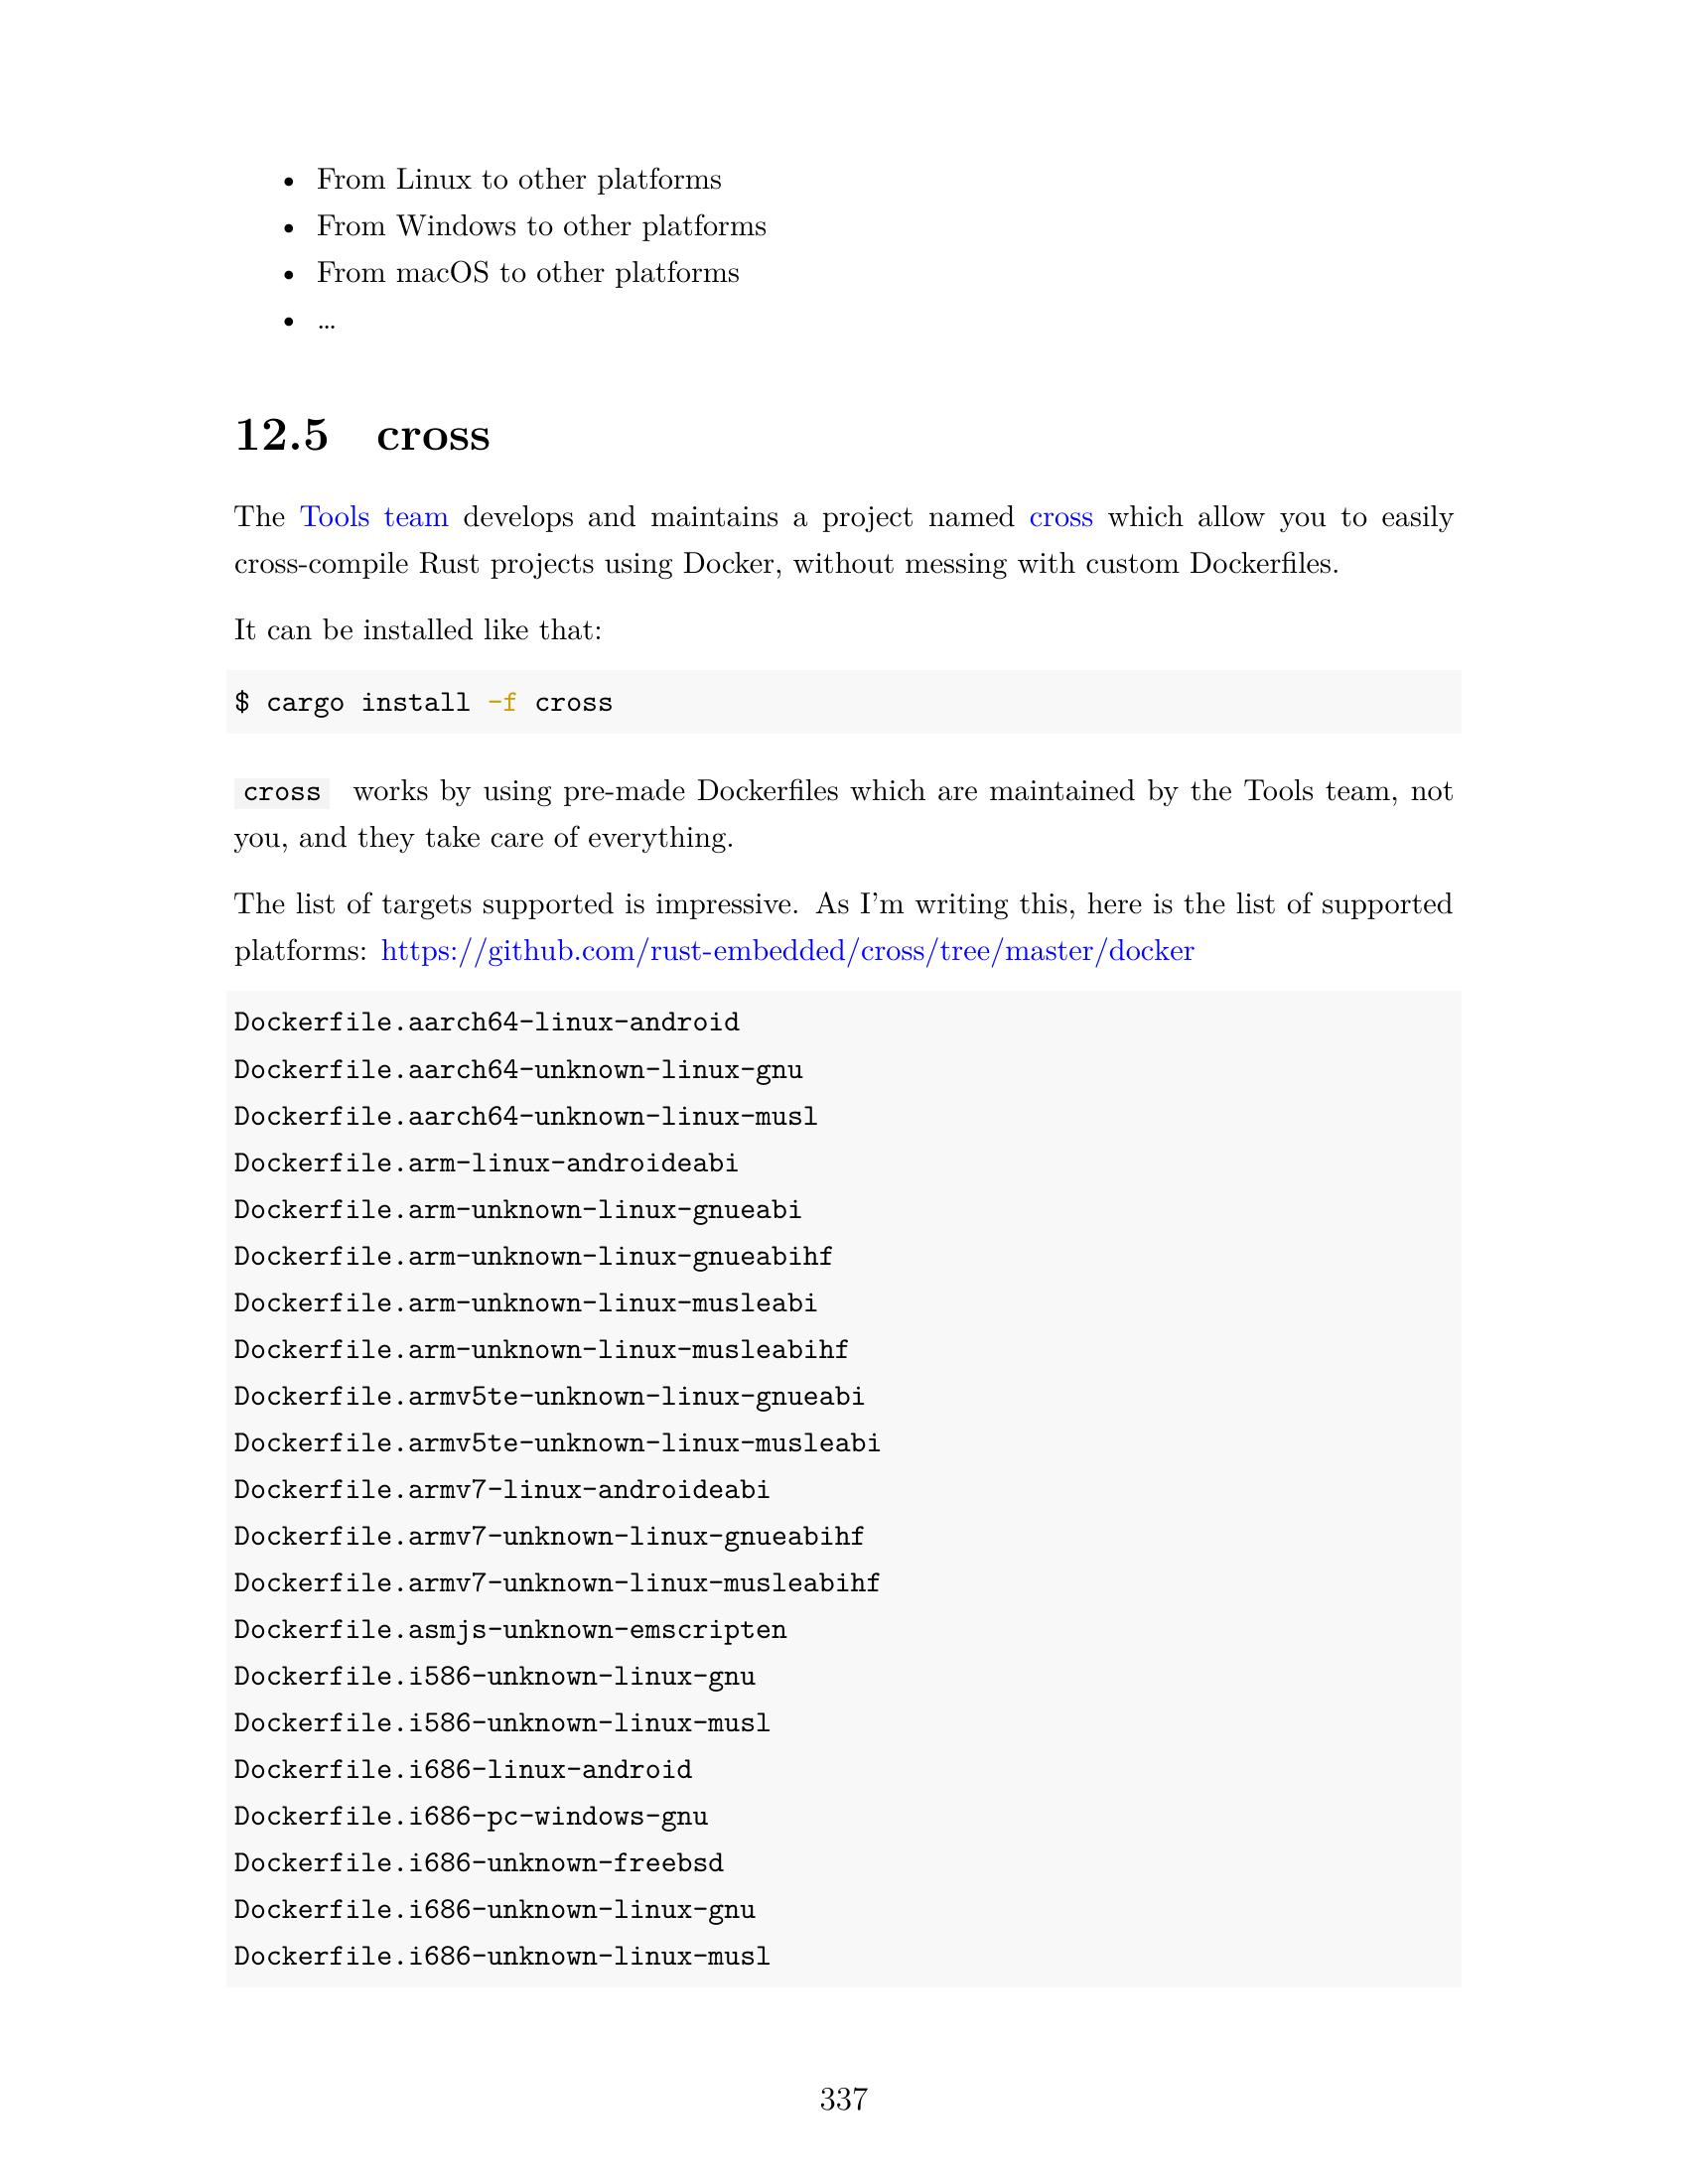 • From Linux to other platforms
• From Windows to other platforms
• From macOS to other platforms
• …
12.5 cross
The Tools team develops and maintains a project named cross which allow you to easily
cross-compile Rust projects using Docker, without messing with custom Dockerfiles.
It can be installed like that:
$ cargo install -f cross
cross works by using pre-made Dockerfiles which are maintained by the Tools team, not
you, and they take care of everything.
The list of targets supported is impressive. As I'm writing this, here is the list of supported
platforms: https://github.com/rust-embedded/cross/tree/master/docker
Dockerfile.aarch64-linux-android
Dockerfile.aarch64-unknown-linux-gnu
Dockerfile.aarch64-unknown-linux-musl
Dockerfile.arm-linux-androideabi
Dockerfile.arm-unknown-linux-gnueabi
Dockerfile.arm-unknown-linux-gnueabihf
Dockerfile.arm-unknown-linux-musleabi
Dockerfile.arm-unknown-linux-musleabihf
Dockerfile.armv5te-unknown-linux-gnueabi
Dockerfile.armv5te-unknown-linux-musleabi
Dockerfile.armv7-linux-androideabi
Dockerfile.armv7-unknown-linux-gnueabihf
Dockerfile.armv7-unknown-linux-musleabihf
Dockerfile.asmjs-unknown-emscripten
Dockerfile.i586-unknown-linux-gnu
Dockerfile.i586-unknown-linux-musl
Dockerfile.i686-linux-android
Dockerfile.i686-pc-windows-gnu
Dockerfile.i686-unknown-freebsd
Dockerfile.i686-unknown-linux-gnu
Dockerfile.i686-unknown-linux-musl
337